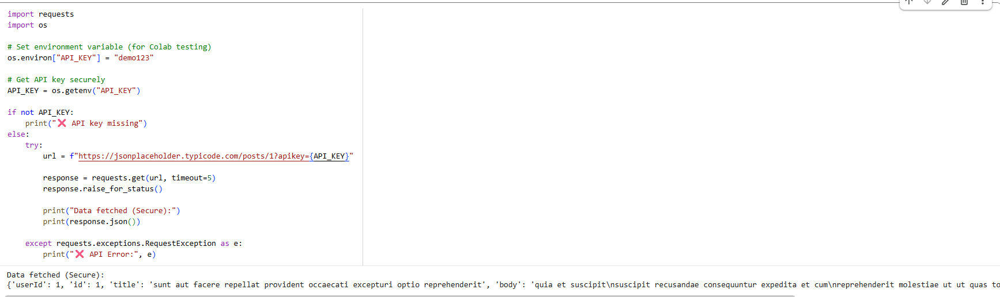 import requests
import os
# Set environment variable (for Colab testing)
os.environ["API_KEY"] = "demo123"
# Get API key securely
API_KEY = os.getenv("API_KEY")
if not API_KEY:
    print("❌ API key missing")
else:
    try:
        url = f"https://jsonplaceholder.typicode.com/posts/1?apikey={API_KEY}"
        response = requests.get(url, timeout=5)
        response.raise_for_status()
        print("Data fetched (Secure):")
        print(response.json())
    except requests.exceptions.RequestException as e:
        print("❌ API Error:", e)
Data fetched (Secure):
{'userId': 1, 'id': 1, 'title': 'sunt aut facere repellat provident occaecati excepturi optio reprehenderit', 'body': 'quia et suscipit\nsuscipit recusandae consequuntur expedita et cum\nreprehenderit molestiae ut ut quas to